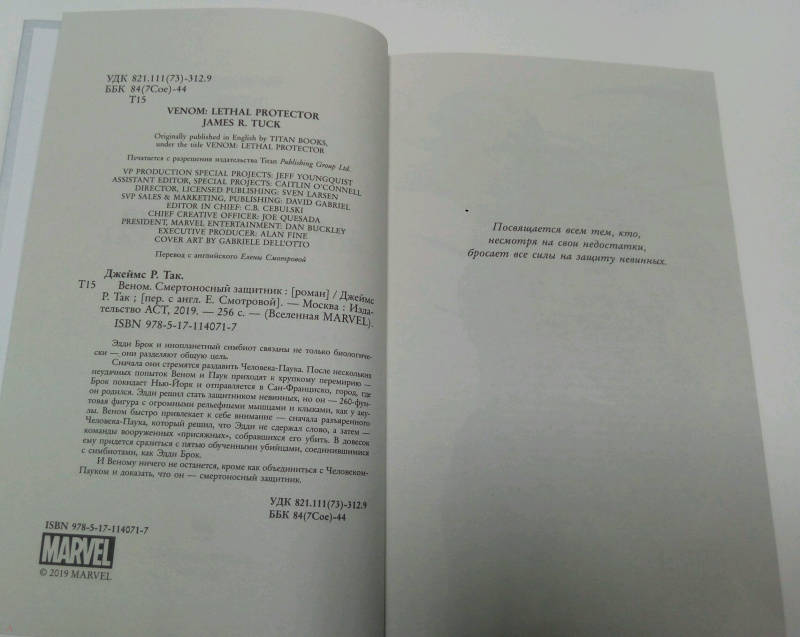 УДК 821.111(73)-312.9
ББК 84(7Сое)-44
Т15
VENOM: LETHAL PROTECTOR
JAMES R. TUCK
Originally published in English by TITAN BOOKS,
under the title VENOM: LETHAL PROTECTOR
Печатается с разрешения издательства Titan Publishing Group Ltd.
VP PRODUCTION SPECIAL PROJECTS: JEFF YOUNGQUIST
ASSISTANT EDITOR, SPECIAL PROJECTS: CAITLIN O'CONNELL
DIRECTOR, LICENSED PUBLISHING: SVEN LARSEN
SVP SALES & MARKETING, PUBLISHING: DAVID GABRIEL
EDITOR IN CHIEF: C.B. CEBULSKI
CHIEF CREATIVE OFFICER: JOE QUESADA
PRESIDENT, MARVEL ENTERTAINMENT: DAN BUCKLEY
EXECUTIVE PRODUCER: ALAN FINE
COVER ART BY GABRIELE DELL'OTTO
Перевод с английского Елены Смотровой
Джеймс Р. Так.
Т15 Веном. Смертоносный защитник : [роман] / Джеймс
Р. Так ; [пер. с англ. Е. Смотровой]. — Москва : Изда-
тельство АСТ, 2019. — 256 с. — (Вселенная MARVEL).
ISBN 978-5-17-114071-7
Эдди Брок и инопланетный симбиот связаны не только биологиче-
ски — они разделяют общую цель.
Сначала они стремятся раздавить Человека-Паука. После нескольких
неудачных попыток Веном и Паук приходят к хрупкому перемирию —
Брок покидает Нью-Йорк и отправляется в Сан-Франциско, город, где
он родился. Эдди решил стать защитником невинных, но он — 260-фун-
товая фигура с огромными рельефными мышцами и клыками, как у аку-
лы. Веном быстро привлекает к себе внимание — сначала разъяренного
Человека-Паука, который решил, что Эдди не сдержал слово, а затем —
команды вооруженных «присяжных», собравшихся его убить. В довесок
ему придется сразиться с пятью обученными убийцами, соединившимися
с симбиотами, как Эдди Брок.
И Веному ничего не останется, кроме как объединиться с Человеком-
Пауком и доказать, что он — смертоносный защитник.
УДК 821.111(73)-312.9
ББК 84(7Сое)-44
ISBN 978-5-17-114071-7
MARVEL
© 2019 MARVEL
Посвящается всем тем, кто,
несмотря на свои недостатки,
бросает все силы на защиту невинных.